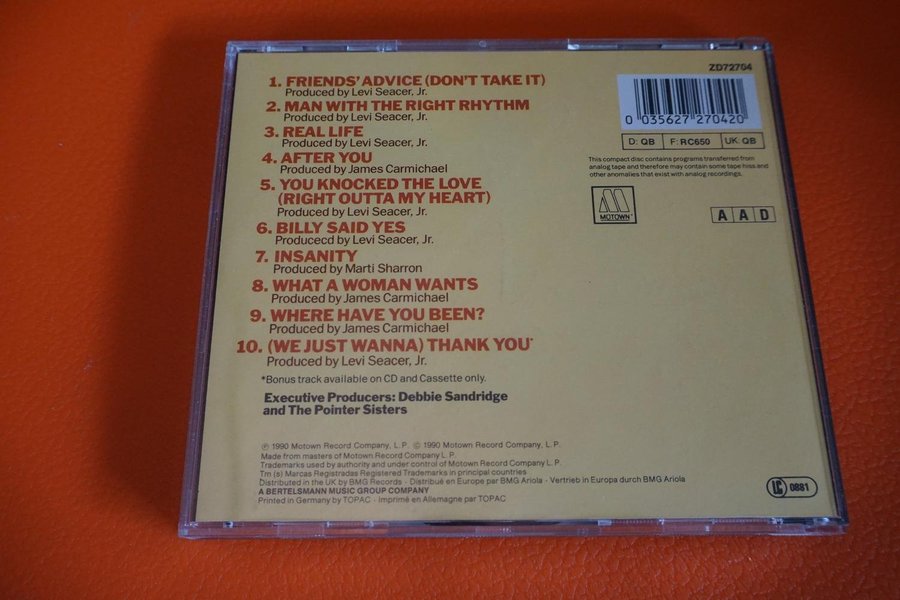 ZD72704
1. FRIENDS' ADVICE (DON'T TAKE IT)
Produced by Levi Seacer, Jr.
2. MAN WITH THE RIGHT RHYTHM
Produced by Levi Seacer, Jr.
3. REAL LIFE
Produced by Levi Seacer, Jr.
4. AFTER YOU
Produced by James Carmichael
5. YOU KNOCKED THE LOVE
(RIGHT OUTTA MY HEART)
Produced by Levi Seacer, Jr.
6. BILLY SAID YES
Producecd by Levi Seacer, Jr.
7. INSANITY
Produced by Marti Sharron
8. WHAT A WOMAN WANTS
Produced by James Carmichael
9. WHERE HAVE YOU BEEN?
Produced by James Carmichael
10. (WE JUST WANNA) THANK YOU*
Produced by Levi Seacer, Jr.
*Bonus track available on CD and Cassette only.
Executive Producers: Debbie Sandridge
and The Pointer Sisters
0 035627 270420
D: QB F: RC650 UK: QB
This compact disc contains programs transferred from
analog tape and therefore may contain some tape hiss and
other anomalies that exist with analog recordings.
MOTOWN
A A D
℗ 1990 Motown Record Company, L.P. © 1990 Motown Record Company, L.P.
Made from masters of Motown Record Company L.P.
Trademarks used by authority and under control of Motown Record Company, L.P.
Tm (s) Marcas Registradas Registered Trademarks in principal countries
Distributed in the UK by BMG Records - Distribué en Europe par BMG Ariola - Vertrieb in Europa durch BMG Ariola
A BERTELSMANN MUSIC GROUP COMPANY
Printed in Germany by TOPAC - Imprimé en Allemagne par TOPAC
LC 0881